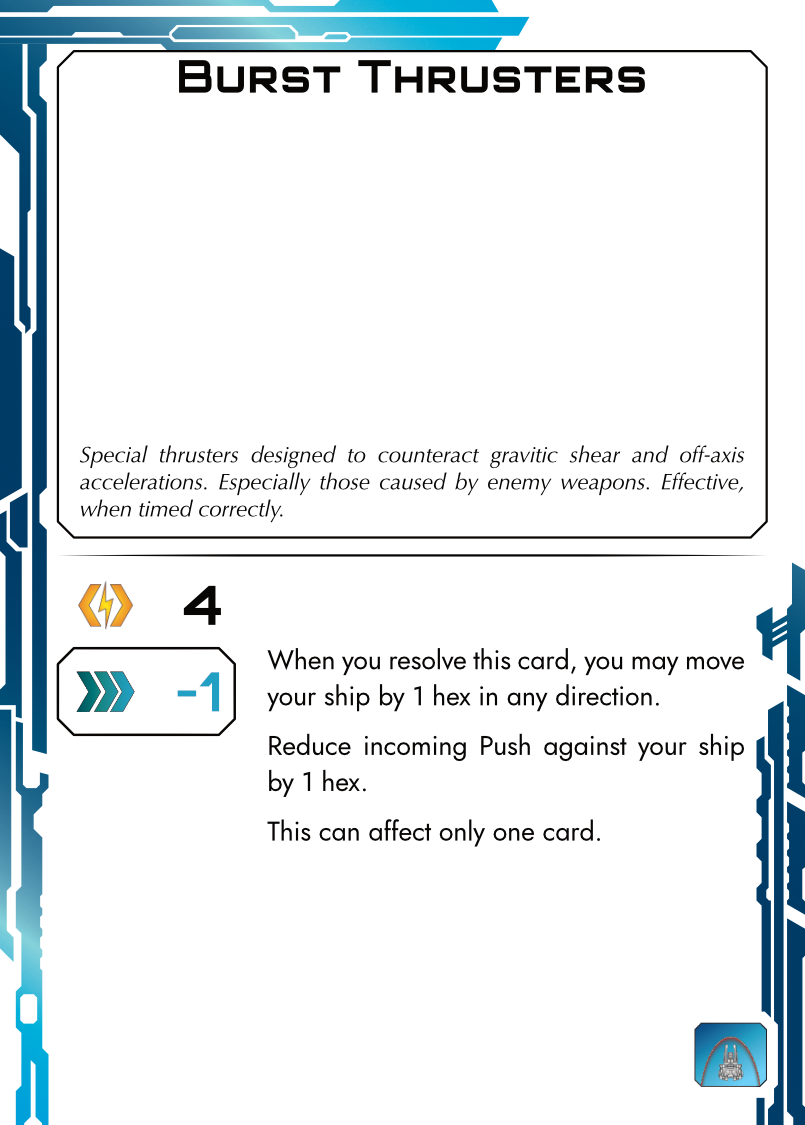 Burst Thrusters
Special thrusters designed to counteract gravitic shear and off-axis
accelerations. Especially those caused by enemy weapons. Effective,
when timed correctly.
4
-1
When you resolve this card, you may move
your ship by 1 hex in any direction.
Reduce incoming Push against your ship
by 1 hex.
This can affect only one card.